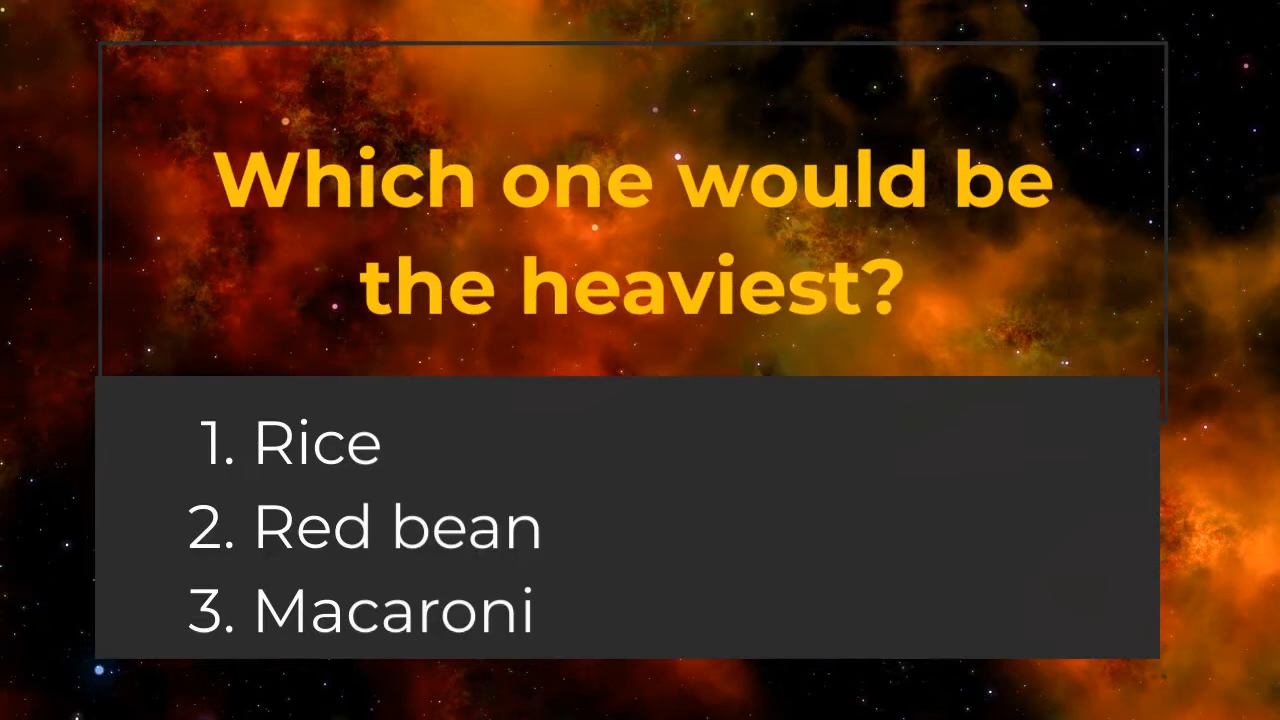 Which one would be
the heaviest?
1. Rice
2. Red bean
3. Macaroni